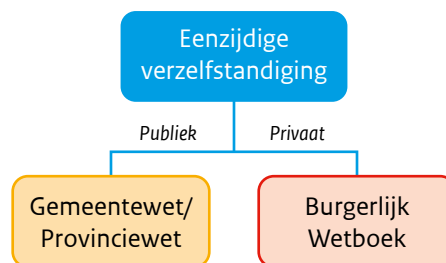 Eenzijdige
verzelfstandiging
Publiek
Privaat
Gemeentewet/
Provinciewet
Burgerlijk
Wetboek